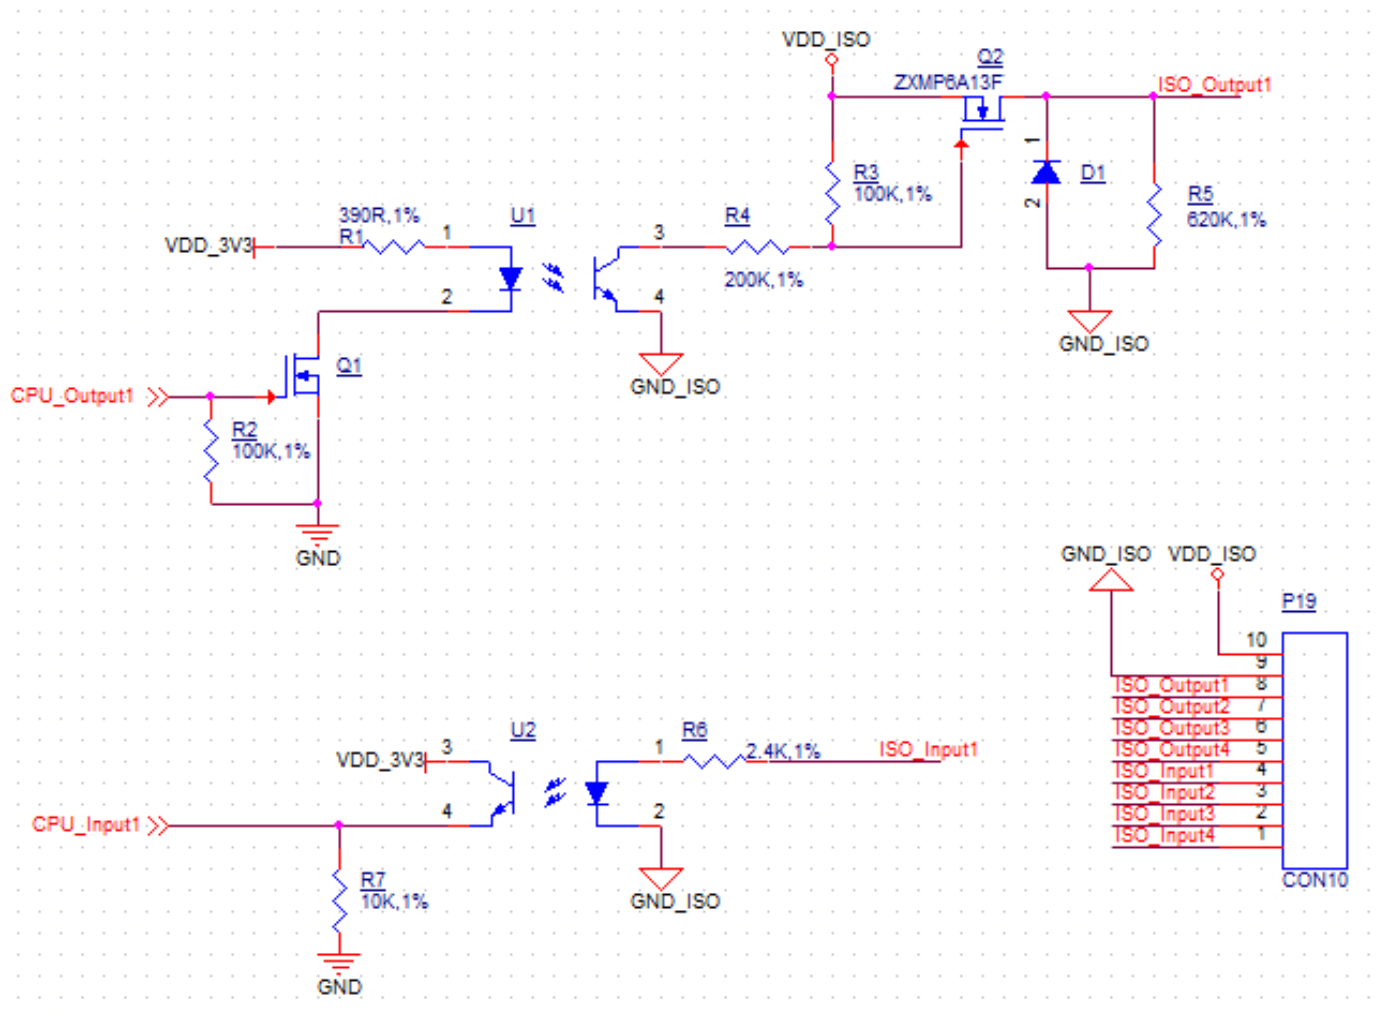 VDD_ISO
Q2
ZXMP6A13F
ISO_Output1
1
D1
2
R3
100K,1%
R5
620K,1%
390R,1%
R1
VDD_3V3
1
U1
3
R4
200K,1%
2
4
GND_ISO
GND_ISO
Q1
CPU_Output1
R2
100K,1%
GND
GND_ISO
VDD_ISO
P19
10
9
ISO_Output1 8
ISO_Output2 7
ISO_Output3 6
ISO_Output4 5
ISO_Input1 4
ISO_Input2 3
ISO_Input3 2
ISO_Input4 1
CON10
U2
VDD_3V3
3
1
R6
2.4K,1%
ISO_Input1
CPU_Input1
4
2
GND_ISO
R7
10K,1%
GND